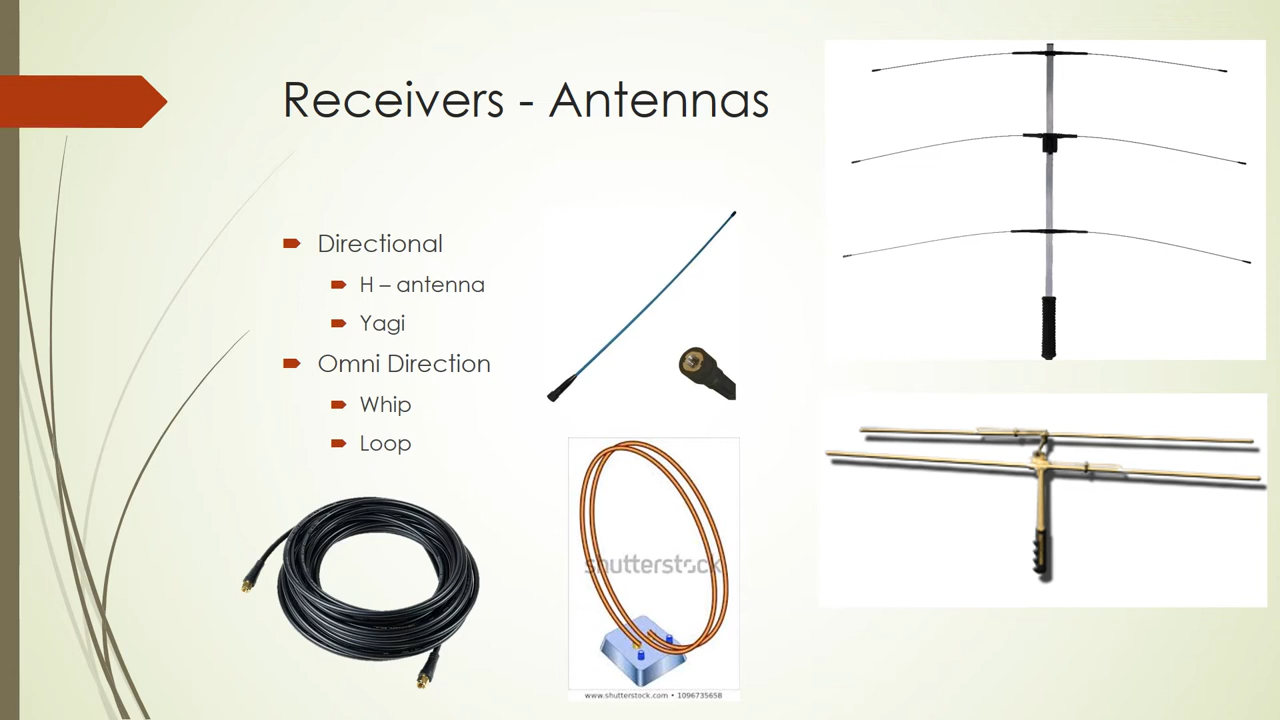 Receivers - Antennas
Directional
H – antenna
Yagi
Omni Direction
Whip
Loop
shutterstock
www.shutterstock.com • 1096735658